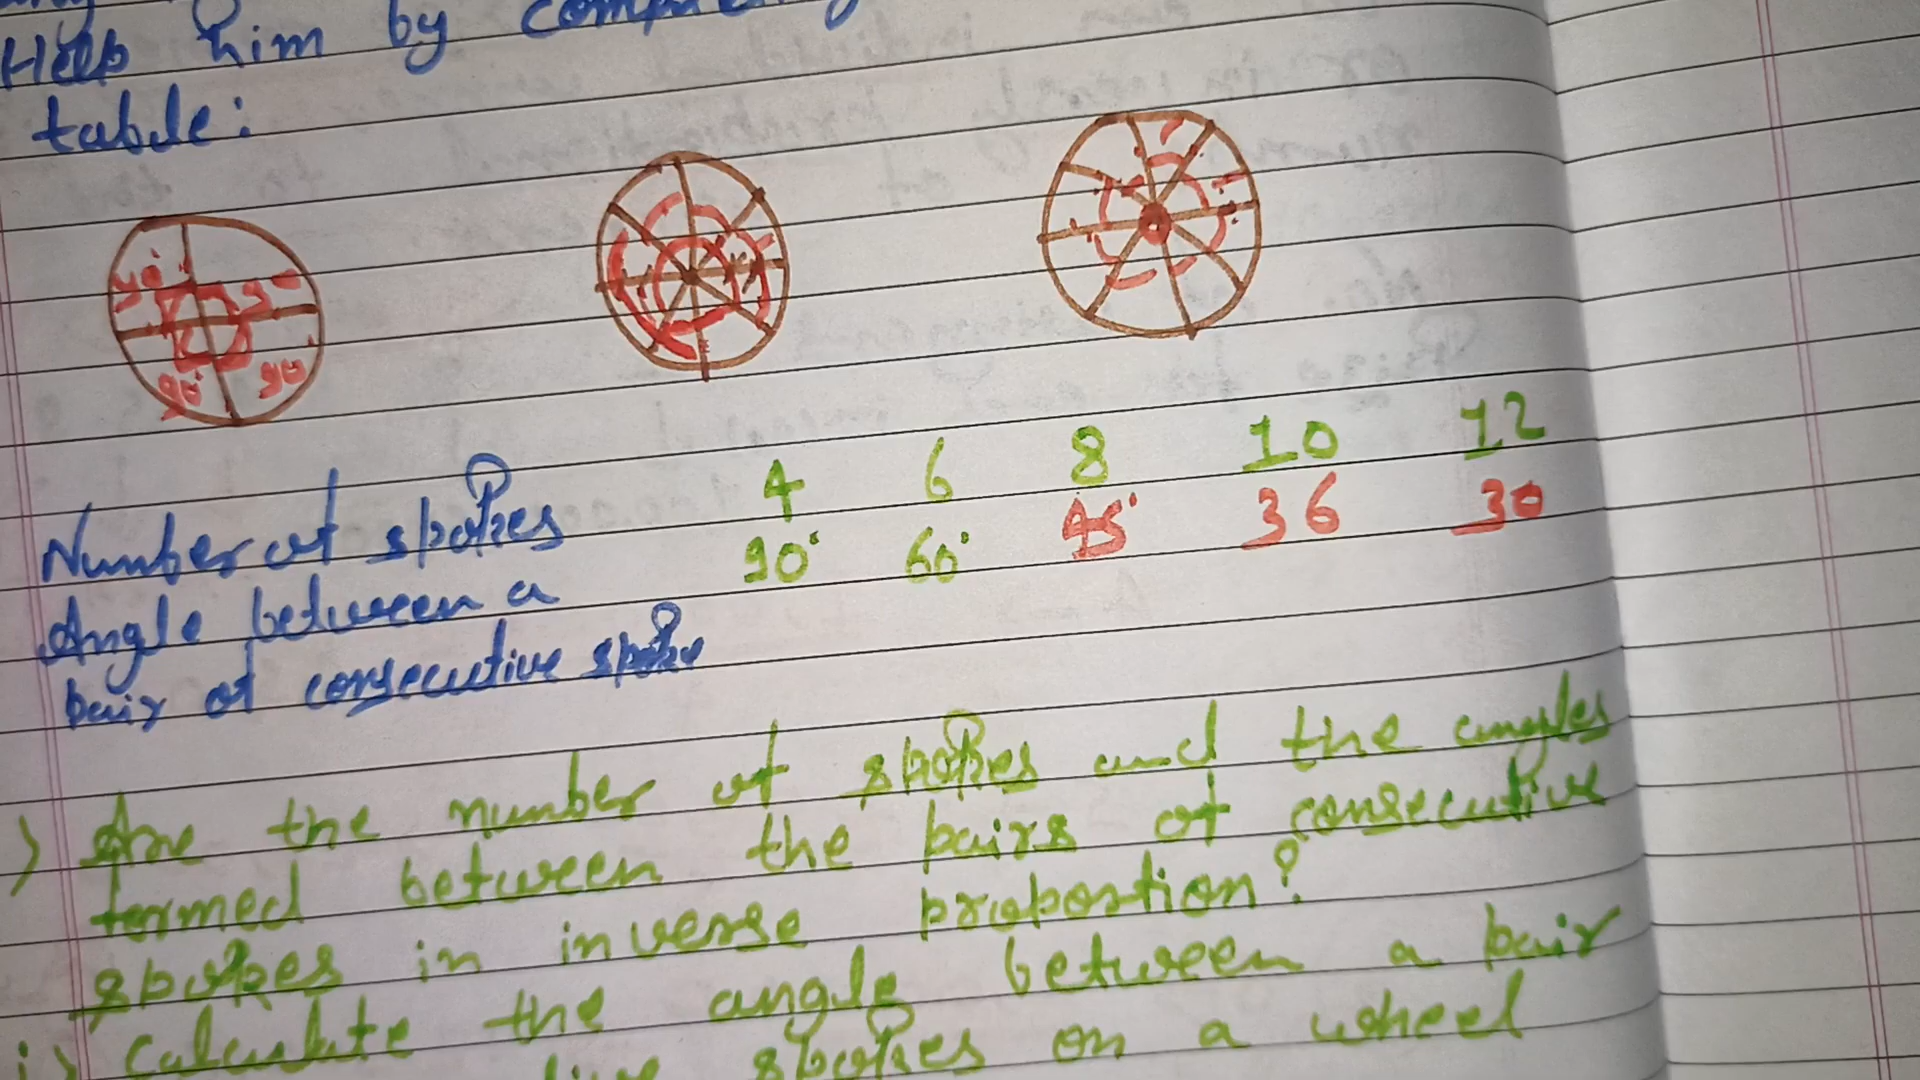 Help him by
table:
90° 90
90° 90
Number of spokes 4 6 8 10 12
Angle between a 90° 60° 45° 36 30
pair of consecutive spoke
) Are the number of spokes and the angles
formed between the pairs of consecutive
spokes in inverse proportion?
i) Calculate the angle between a pair
spokes on a wheel